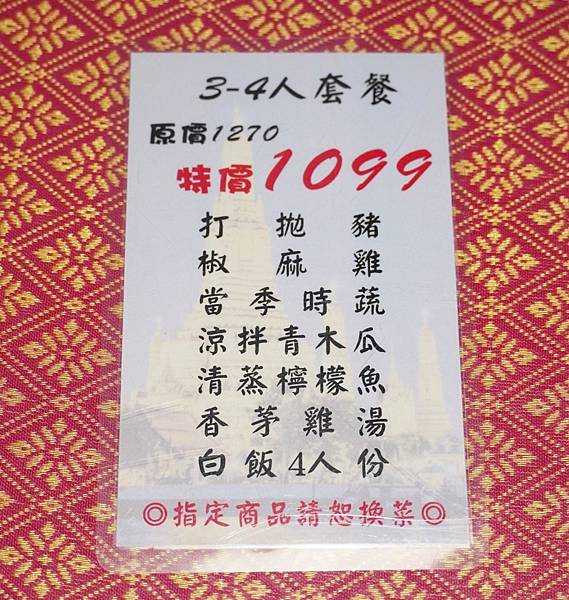 3-4人套餐
原價1270
特價1099
打拋豬
椒麻雞
當季時蔬
涼拌青木瓜
清蒸檸檬魚
香茅雞湯
白飯4人份
◎指定商品請恕換菜◎